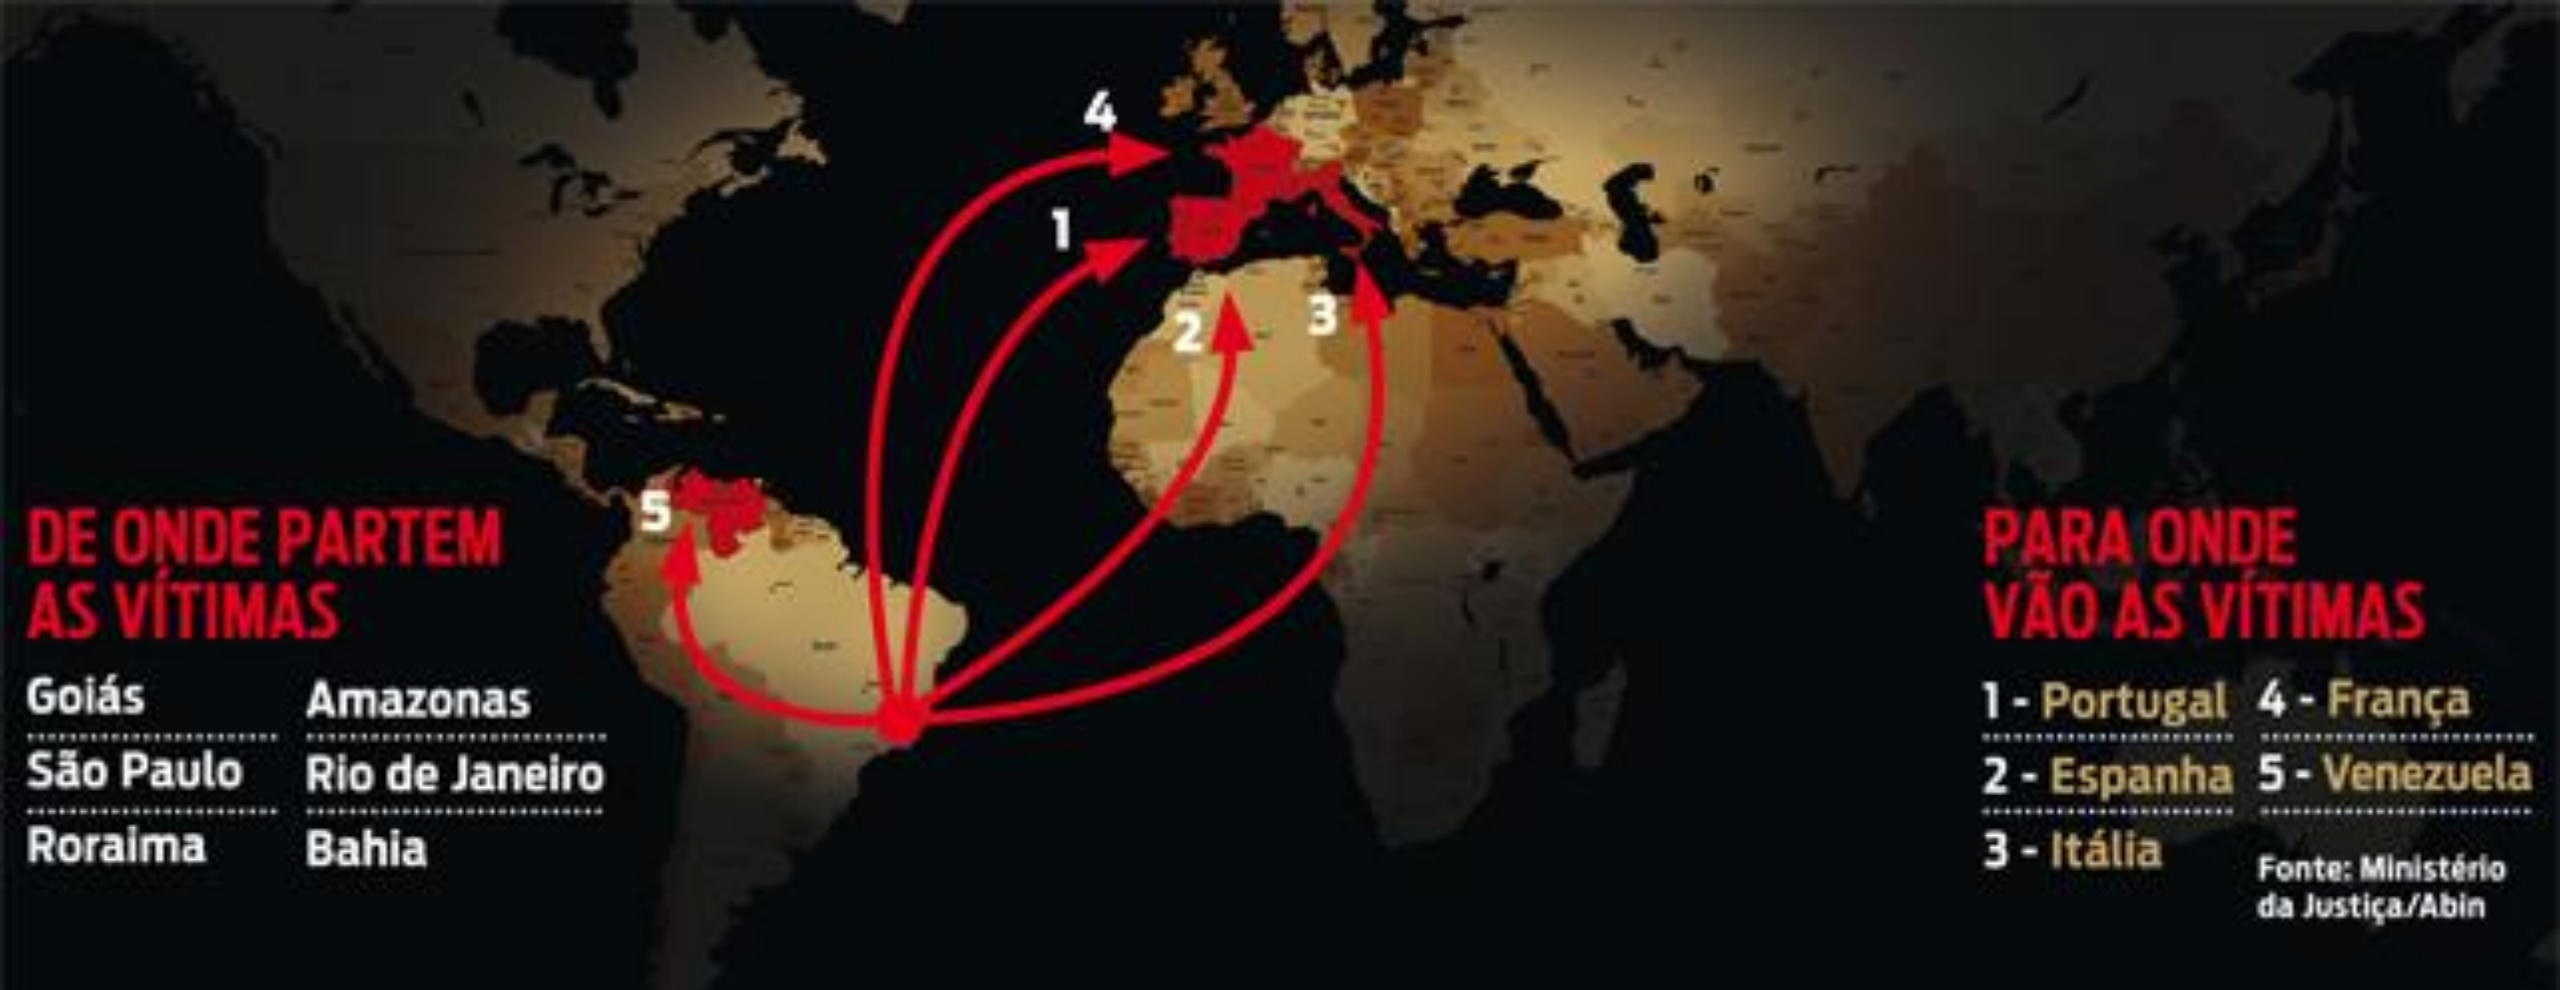 4
1
2
3
5
DE ONDE PARTEM
AS VÍTIMAS
Goiás
Amazonas
São Paulo
Rio de Janeiro
Roraima
Bahia
PARA ONDE
VÃO AS VÍTIMAS
1 - Portugal
4 - França
2 - Espanha
5 - Venezuela
3 - Itália
Fonte: Ministério
da Justiça/Abin